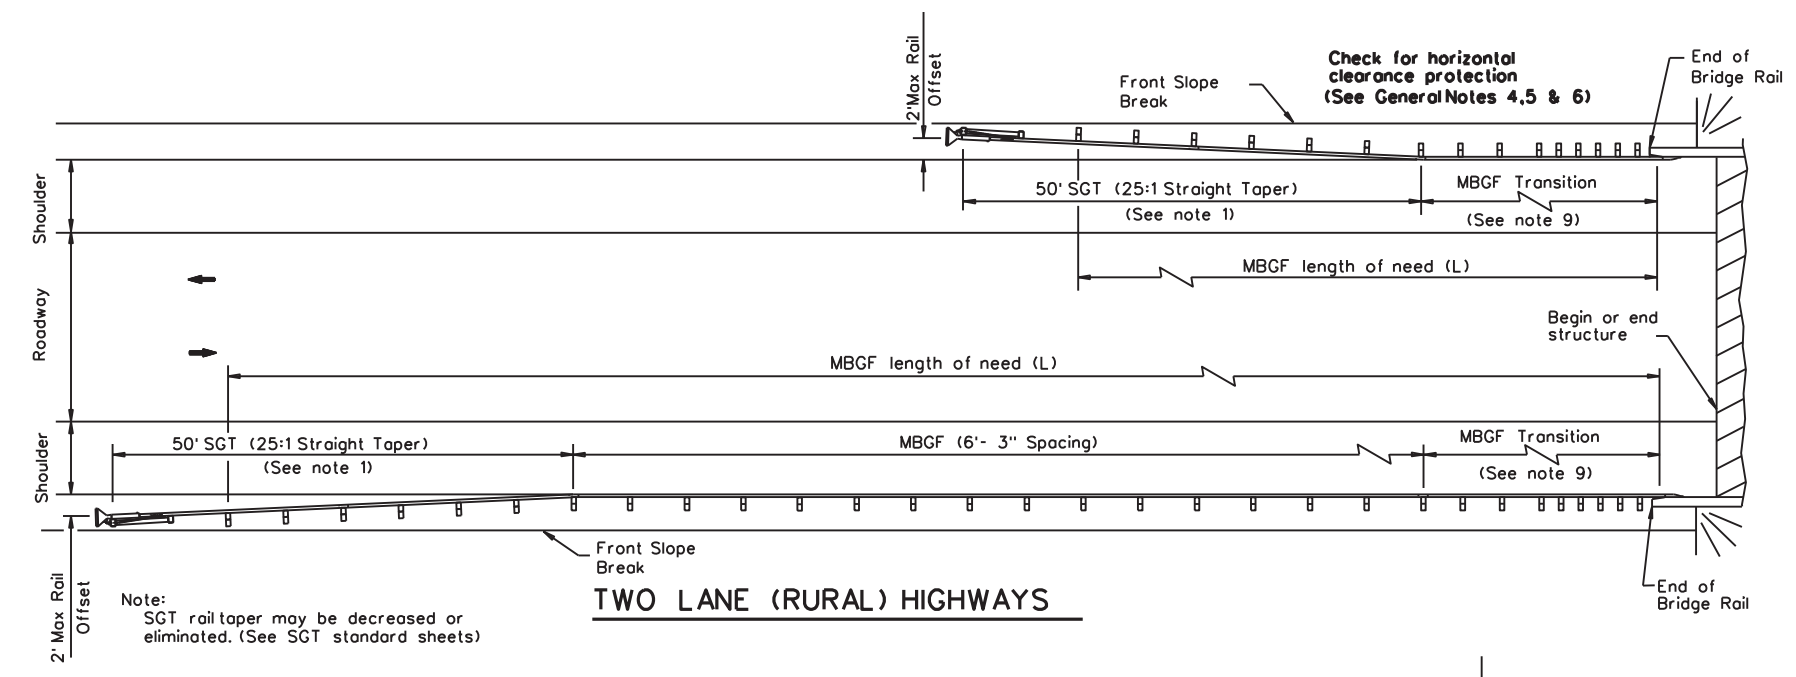 2' Max Rail
Offset
Front Slope
Break
Check for horizontal
clearance protection
(See General Notes 4,5 & 6)
End of
Bridge Rail
Shoulder
50' SGT (25:1 Straight Taper)
(See note 1)
MBGF Transition
(See note 9)
MBGF length of need (L)
Roadway
Begin or end
structure
MBGF length of need (L)
Shoulder
50' SGT (25:1 Straight Taper)
(See note 1)
MBGF (6'- 3" Spacing)
MBGF Transition
(See note 9)
2' Max Rail
Offset
Front Slope
Break
End of
Bridge Rail
Note:
SGT rail taper may be decreased or
eliminated. (See SGT standard sheets)
TWO LANE (RURAL) HIGHWAYS